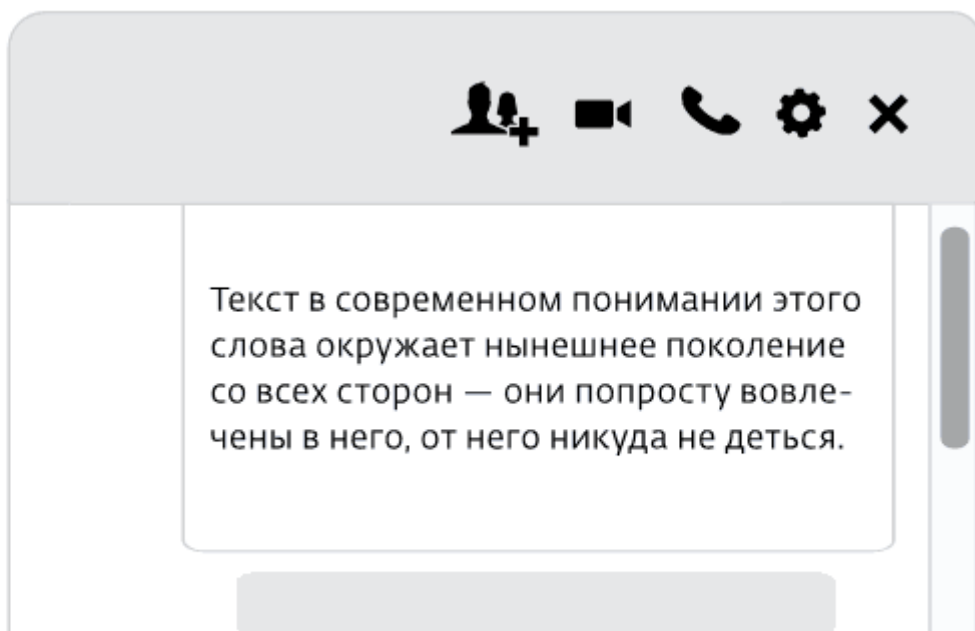 Текст в современном понимании этого
слова окружает нынешнее поколение
со всех сторон — они попросту вовле-
чены в него, от него никуда не деться.